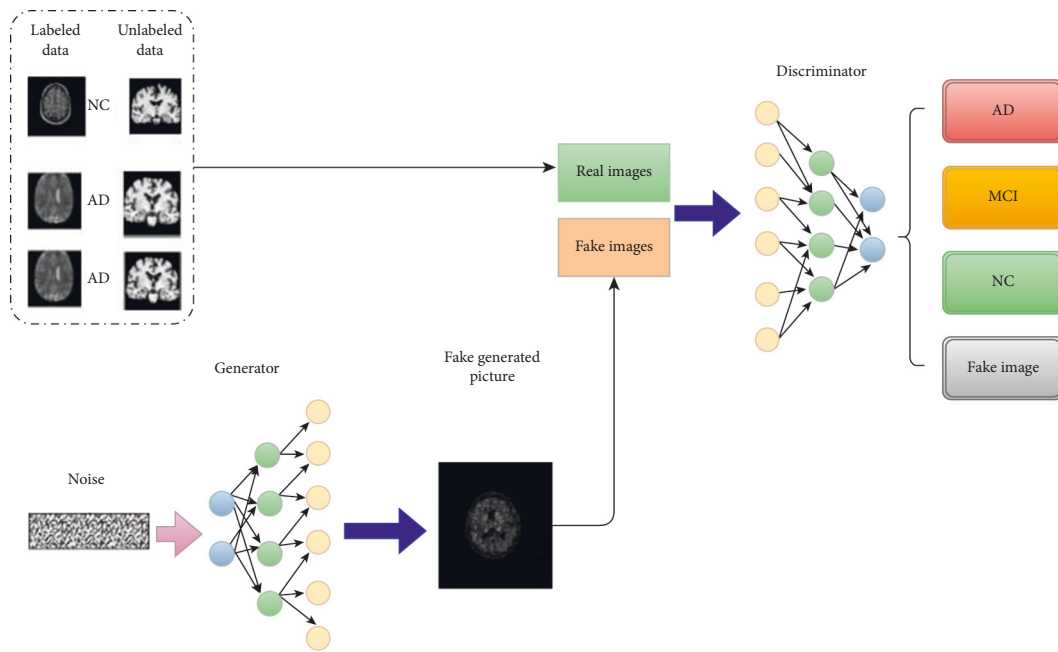 Labeled
data
Unlabeled
data
NC
AD
AD
Real images
Fake images
Discriminator
AD
MCI
NC
Fake image
Generator
Fake generated
picture
Noise